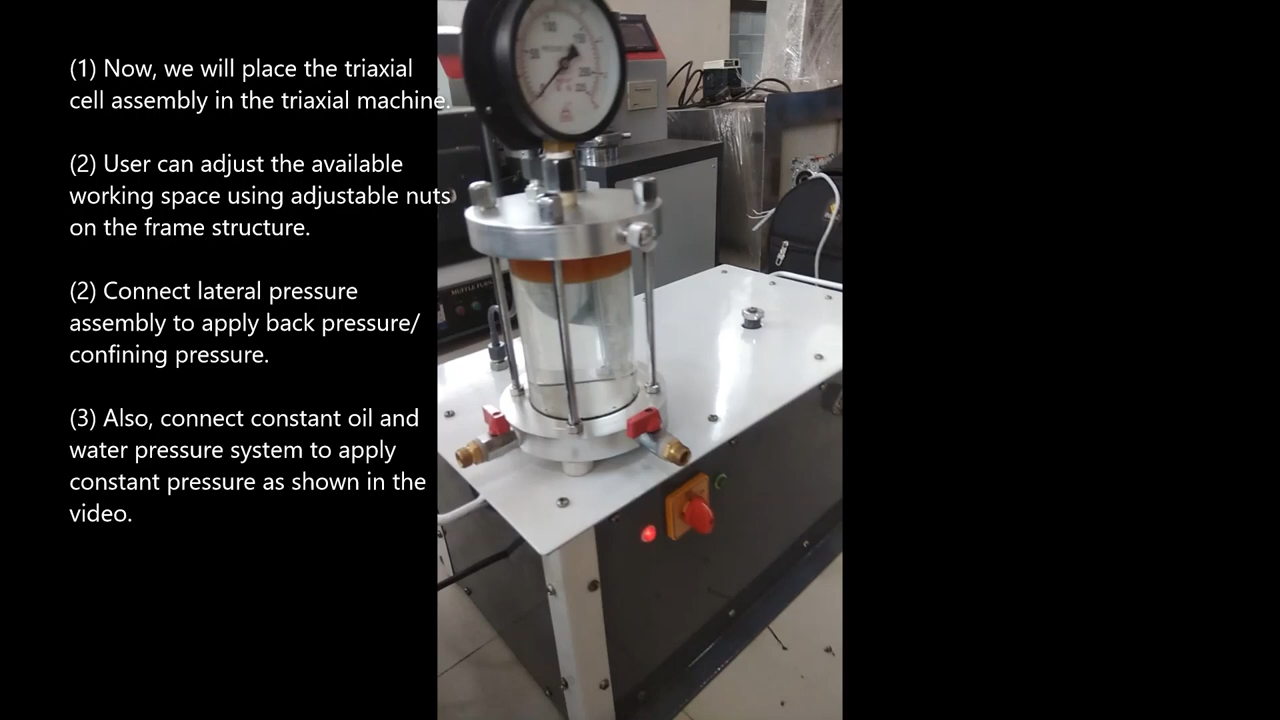 (1) Now, we will place the triaxial
cell assembly in the triaxial machine.
(2) User can adjust the available
working space using adjustable nuts
on the frame structure.
(2) Connect lateral pressure
assembly to apply back pressure/
confining pressure.
(3) Also, connect constant oil and
water pressure system to apply
constant pressure as shown in the
video.
MUFFLE FURN